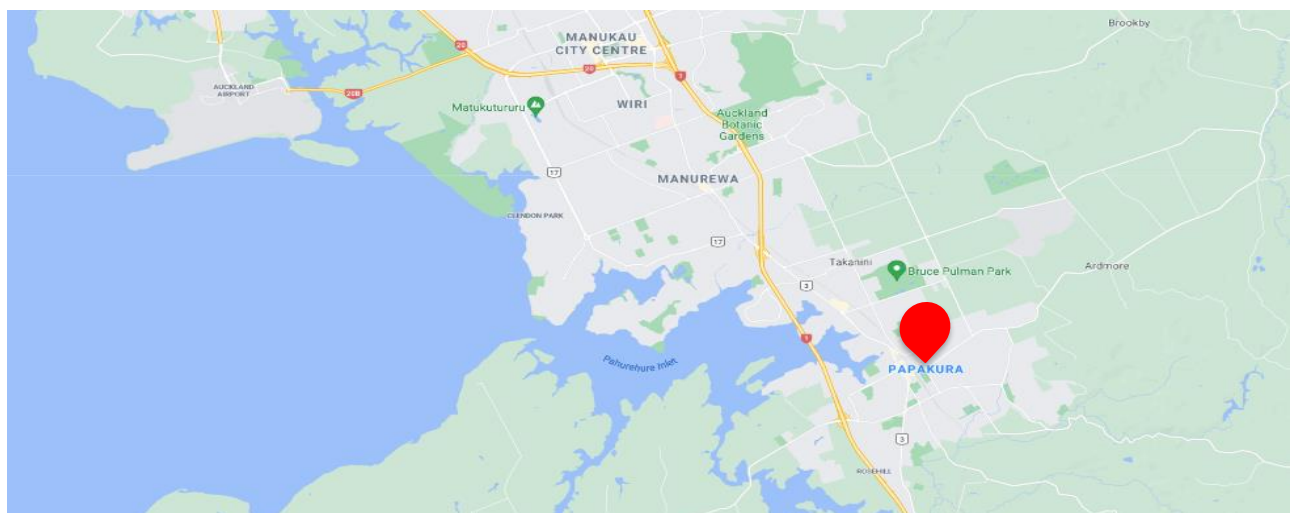 Brookby
20
MANUKAU
CITY CENTRE
20
1
AUCKLAND
AIRPORT
20B
Matukutururu
WIRI
Auckland
Botanic
Gardens
17
MANUREWA
CLENDON PARK
17
Takanini
Bruce Pulman Park
Ardmore
3
1
Pahurehure Inlet
PAPAKURA
3
ROSEHILL